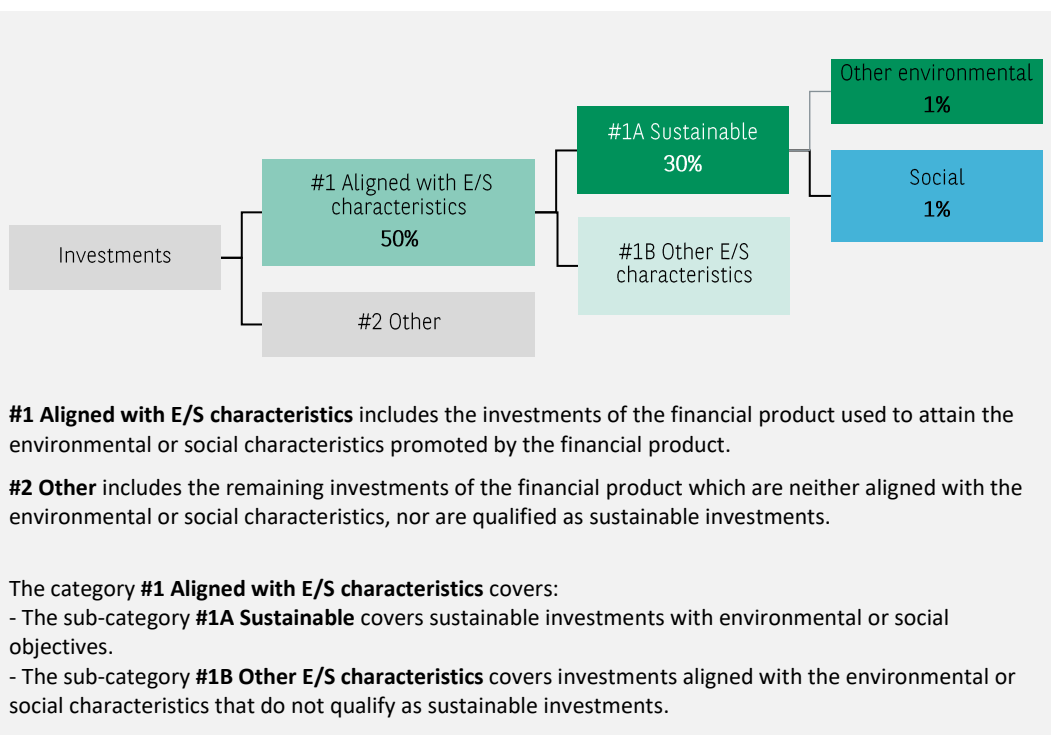 Other environmental
1%
#1A Sustainable
30%
Social
1%
#1 Aligned with E/S
characteristics
50%
Investments
#1B Other E/S
characteristics
#2 Other
#1 Aligned with E/S characteristics includes the investments of the financial product used to attain the
environmental or social characteristics promoted by the financial product.
#2 Other includes the remaining investments of the financial product which are neither aligned with the
environmental or social characteristics, nor are qualified as sustainable investments.
The category #1 Aligned with E/S characteristics covers:
- The sub-category #1A Sustainable covers sustainable investments with environmental or social
objectives.
- The sub-category #1B Other E/S characteristics covers investments aligned with the environmental or
social characteristics that do not qualify as sustainable investments.